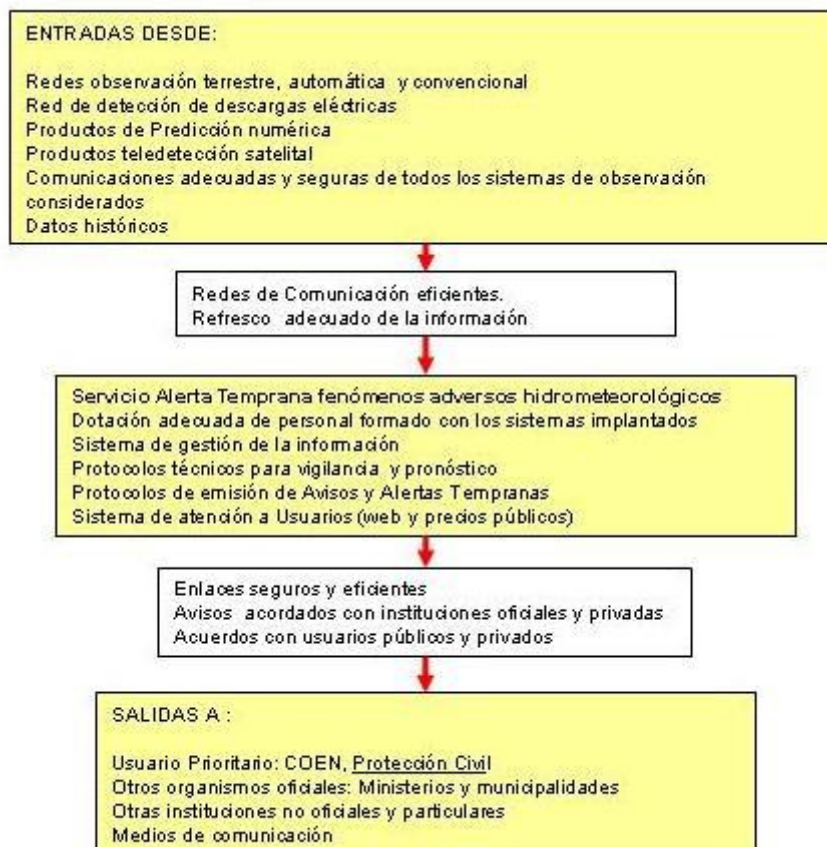 ENTRADAS DESDE:
Redes observación terrestre, automática y convencional
Red de detección de descargas eléctricas
Productos de Predicción numérica
Productos teledetección satelital
Comunicaciones adecuadas y seguras de todos los sistemas de observación
considerados
Datos históricos
Redes de Comunicación eficientes.
Refresco adecuado de la información
Servicio Alerta Temprana fenómenos adversos hidrometeorológicos
Dotación adecuada de personal formado con los sistemas implantados
Sistema de gestión de la información
Protocolos técnicos para vigilancia y pronóstico
Protocolos de emisión de Avisos y Alertas Tempranas
Sistema de atención a Usuarios (web y precios públicos)
Enlaces seguros y eficientes
Avisos acordados con instituciones oficiales y privadas
Acuerdos con usuarios públicos y privados
SALIDAS A :
Usuario Prioritario: COEN, Protección Civil
Otros organismos oficiales: Ministerios y municipalidades
Otras instituciones no oficiales y particulares
Medios de comunicación